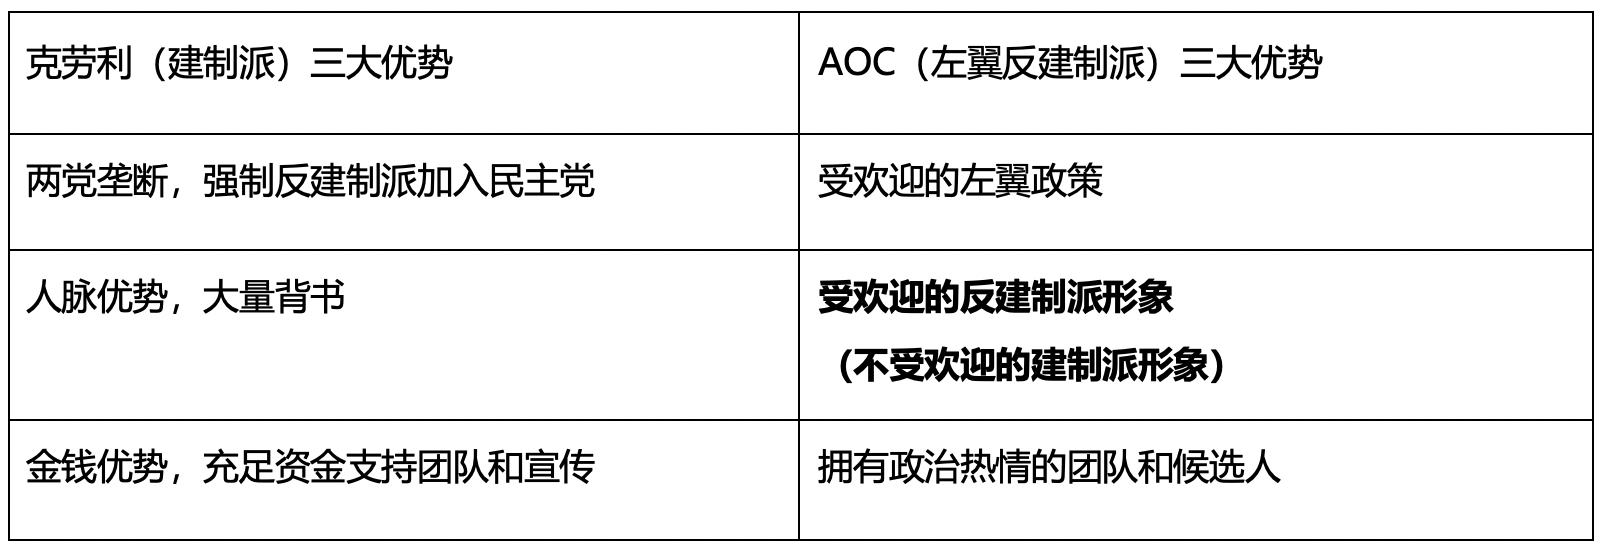 克劳利（建制派）三大优势
AOC（左翼反建制派）三大优势
两党垄断，强制反建制派加入民主党
受欢迎的左翼政策
人脉优势，大量背书
受欢迎的反建制派形象
（不受欢迎的建制派形象）
金钱优势，充足资金支持团队和宣传
拥有政治热情的团队和候选人